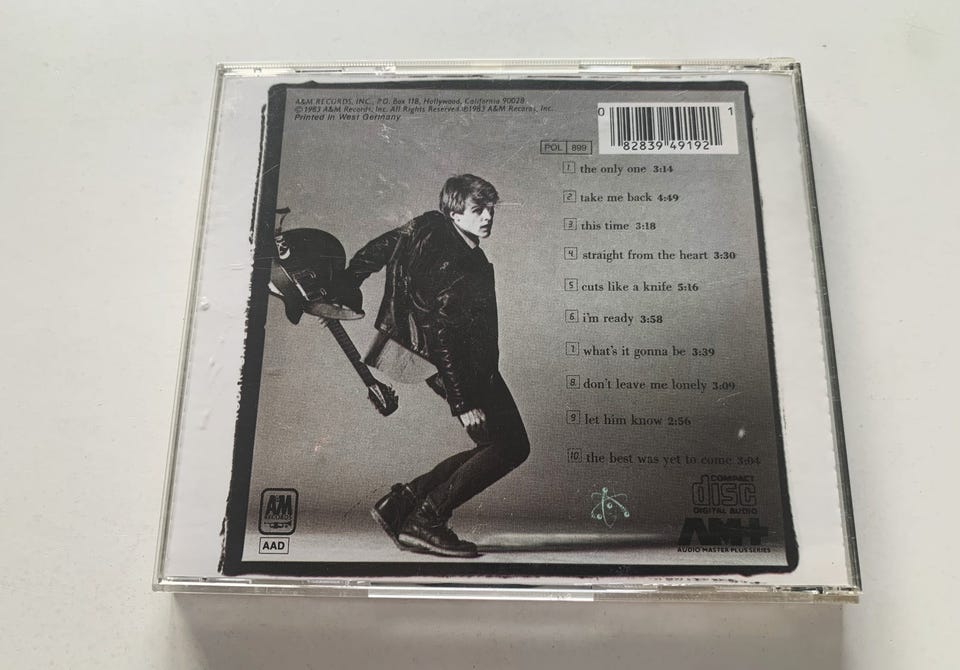 A&M RECORDS, INC., P.O. Box 118, Hollywood, California 90028
©1983 A&M Records, Inc. All Rights Reserved ℗1983 A&M Records, Inc.
Printed in West Germany
0 82839 49192 1
POL 899
1. the only one 3:14
2. take me back 4:49
3. this time 3:18
4. straight from the heart 3:30
5. cuts like a knife 5:16
6. i'm ready 3:58
7. what's it gonna be 3:39
8. don't leave me lonely 3:09
9. let him know 2:56
10. the best was yet to come 3:04
COMPACT
disc
DIGITAL AUDIO
AM+
AUDIO MASTER PLUS SERIES
A&M
RECORDS
AAD